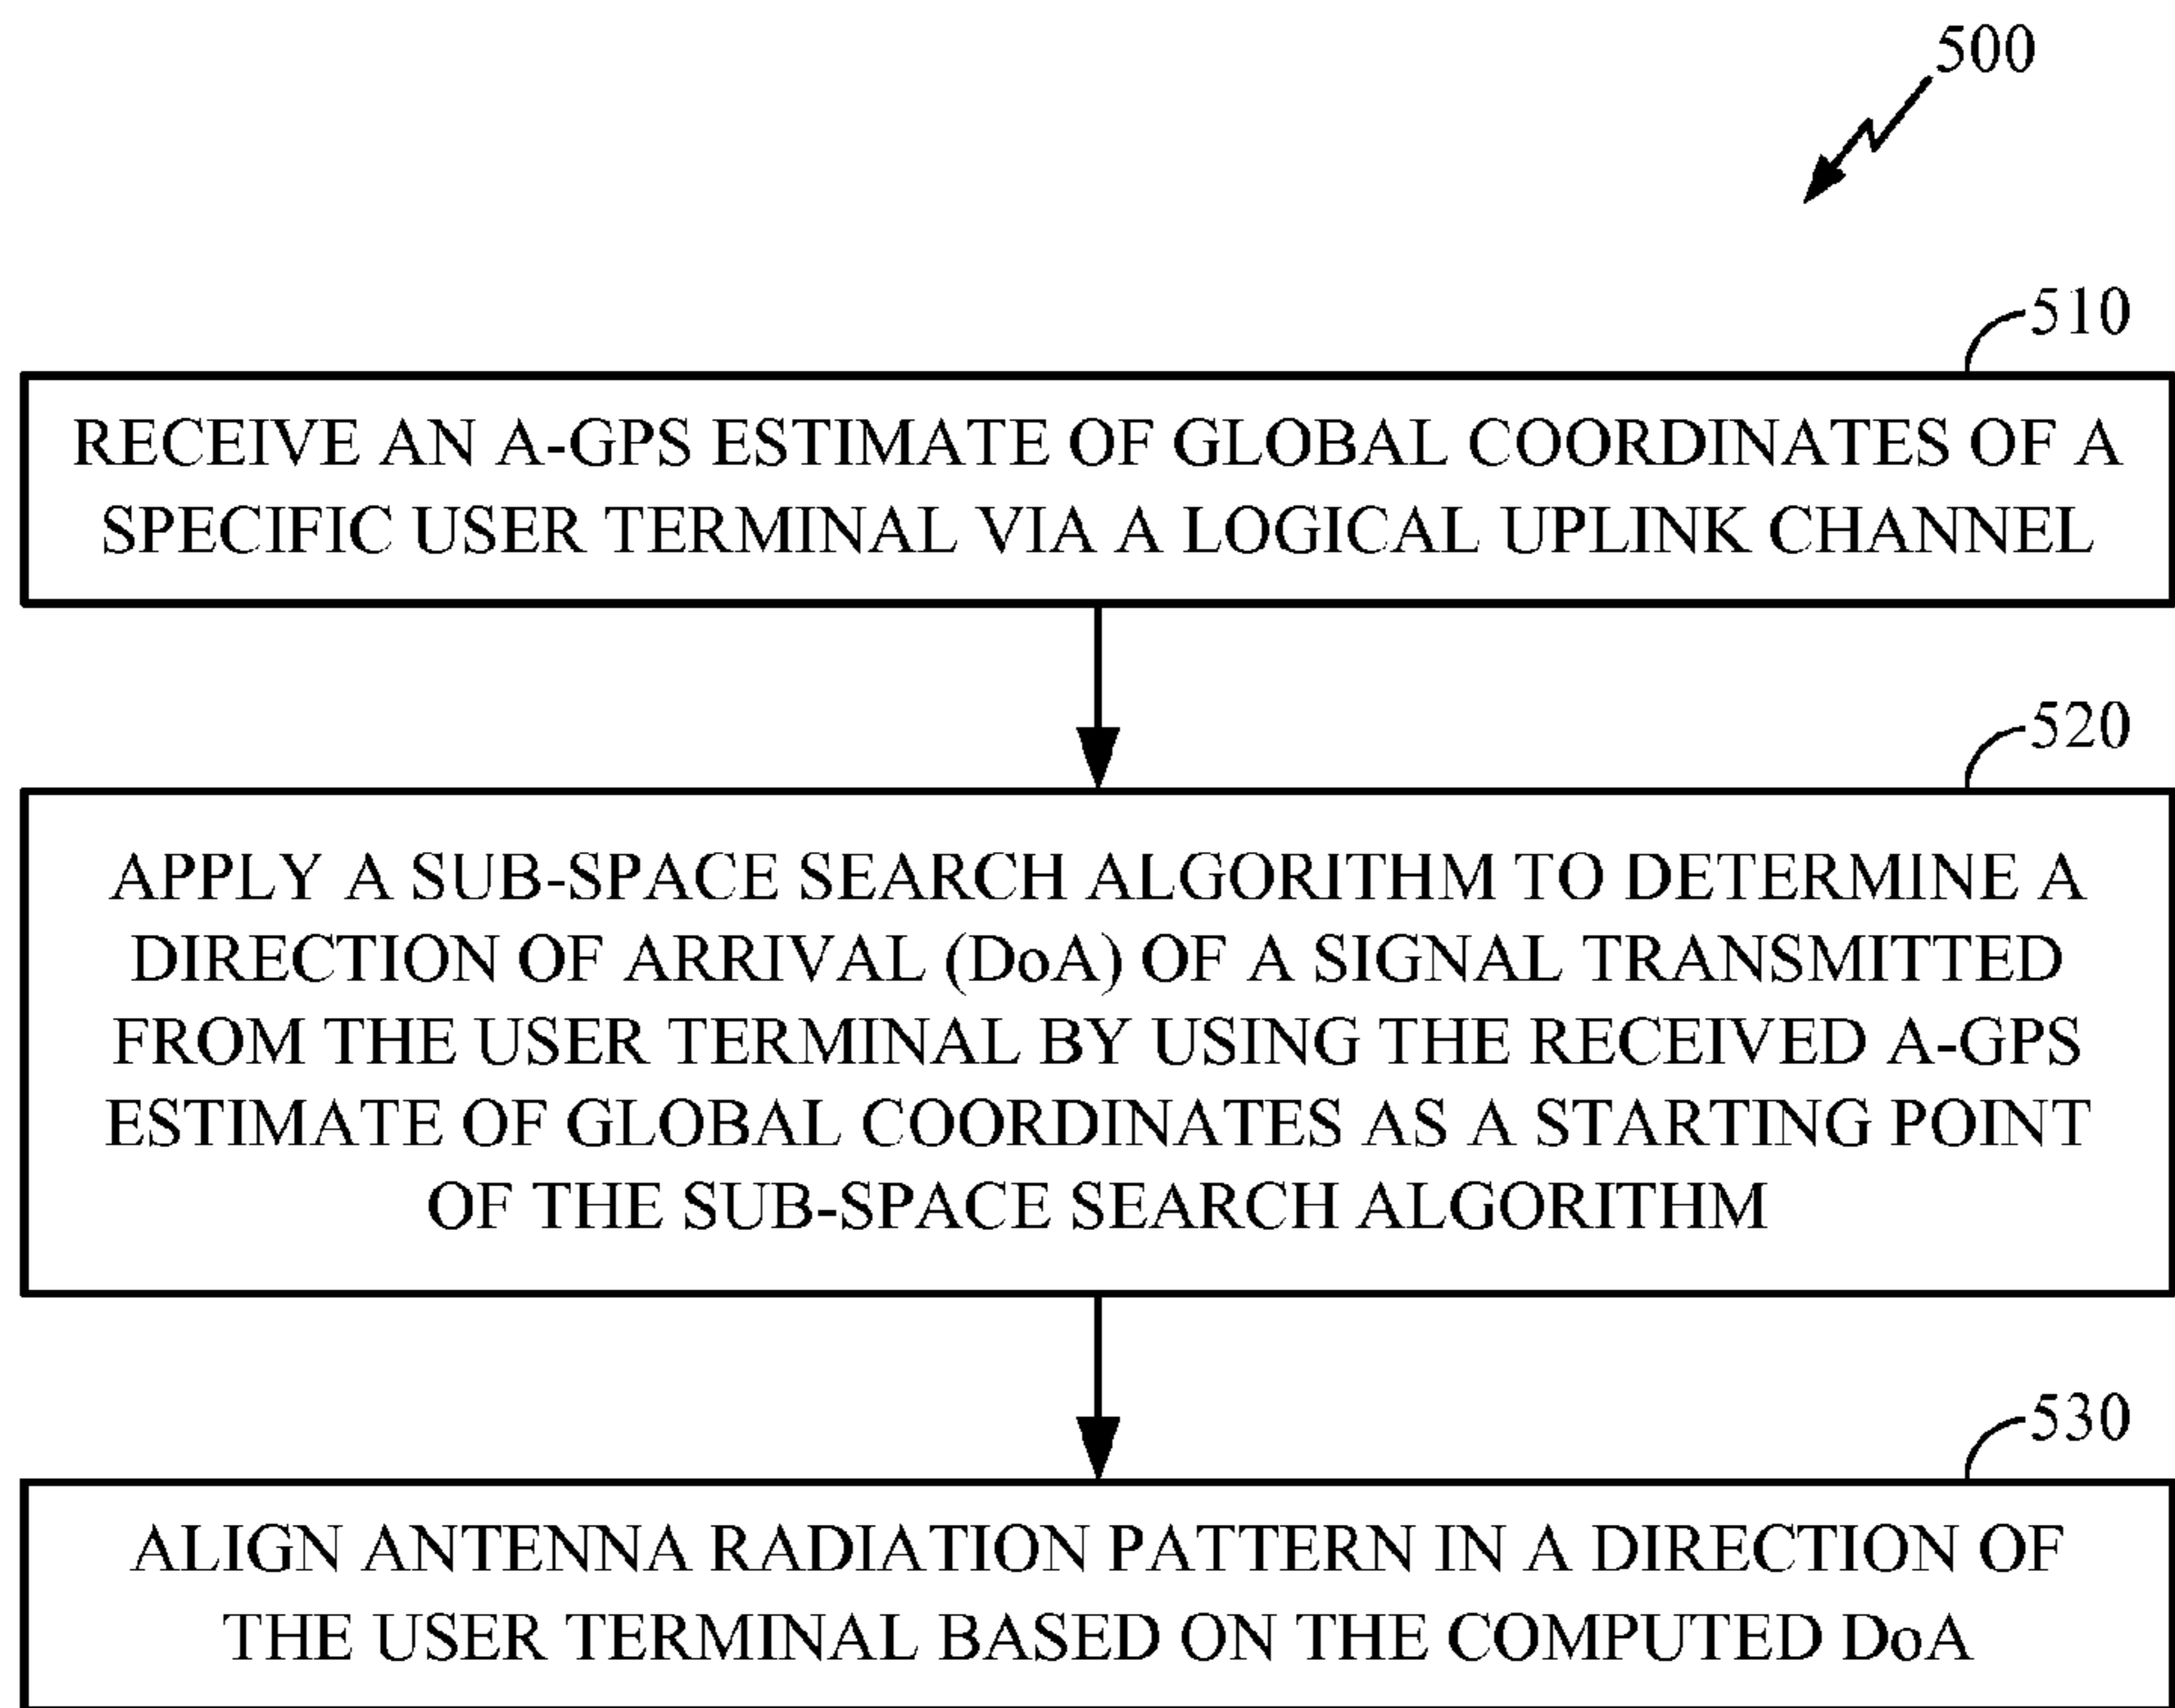 500
510
RECEIVE AN A-GPS ESTIMATE OF GLOBAL COORDINATES OF A
SPECIFIC USER TERMINAL VIA A LOGICAL UPLINK CHANNEL
520
APPLY A SUB-SPACE SEARCH ALGORITHM TO DETERMINE A
DIRECTION OF ARRIVAL (DoA) OF A SIGNAL TRANSMITTED
FROM THE USER TERMINAL BY USING THE RECEIVED A-GPS
ESTIMATE OF GLOBAL COORDINATES AS A STARTING POINT
OF THE SUB-SPACE SEARCH ALGORITHM
530
ALIGN ANTENNA RADIATION PATTERN IN A DIRECTION OF
THE USER TERMINAL BASED ON THE COMPUTED DoA